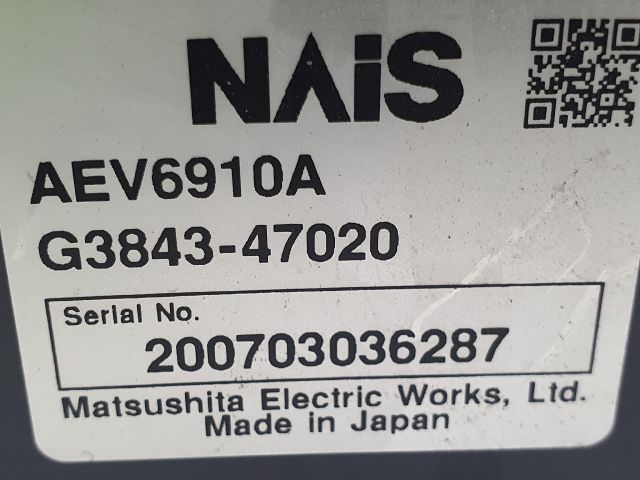 NAiS
AEV6910A
G3843-47020
Serial No.
200703036287
Matsushita Electric Works, Ltd.
Made in Japan